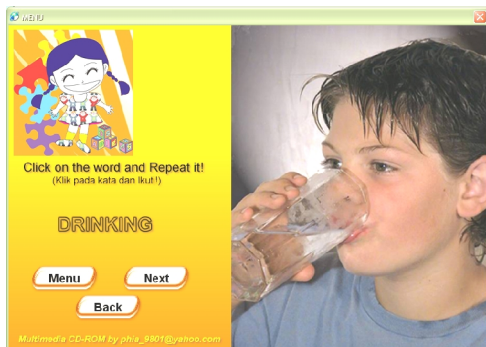 MENU
Click on the word and Repeat it!
(Klik pada kata dan Ikut!)
DRINKING
Menu
Next
Back
Multimedia CD-ROM by phia_9801@yahoo.com